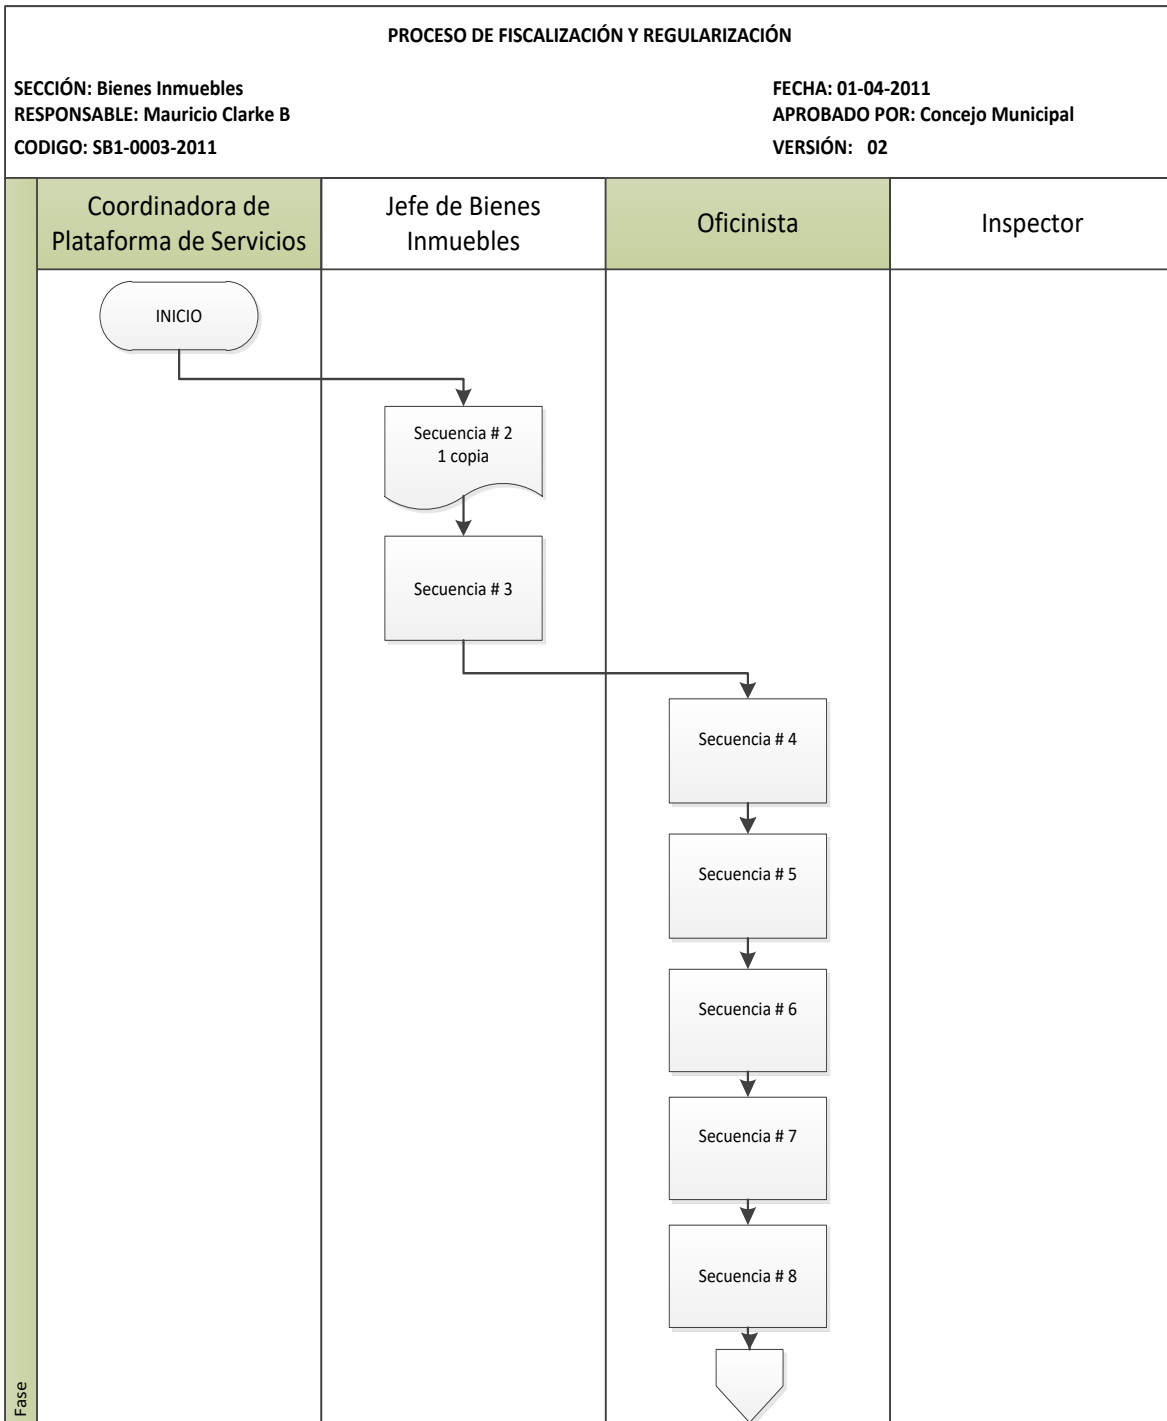 PROCESO DE FISCALIZACIÓN Y REGULARIZACIÓN
SECCIÓN: Bienes Inmuebles
FECHA: 01-04-2011
RESPONSABLE: Mauricio Clarke B
APROBADO POR: Concejo Municipal
CODIGO: SB1-0003-2011
VERSIÓN: 02
Coordinadora de
Plataforma de Servicios
Jefe de Bienes
Inmuebles
Oficinista
Inspector
INICIO
Secuencia # 2
1 copia
Secuencia # 3
Secuencia # 4
Secuencia # 5
Secuencia # 6
Secuencia # 7
Secuencia # 8
Fase